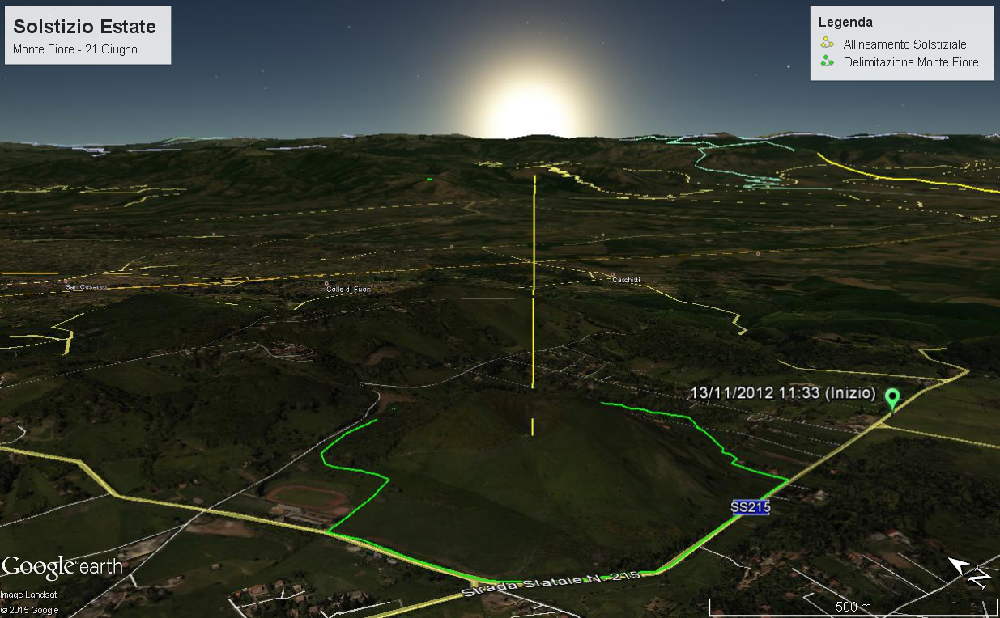 Solstizio Estate
Monte Fiore - 21 Giugno
Legenda
Allineamento Solstiziale
Delimitazione Monte Fiore
San Cesareo
Colle di Fuori
Carchitti
13/11/2012 11:33 (Inizio)
SS215
Strada Statale N. 215
Google earth
Image Landsat
© 2015 Google
N
500 m